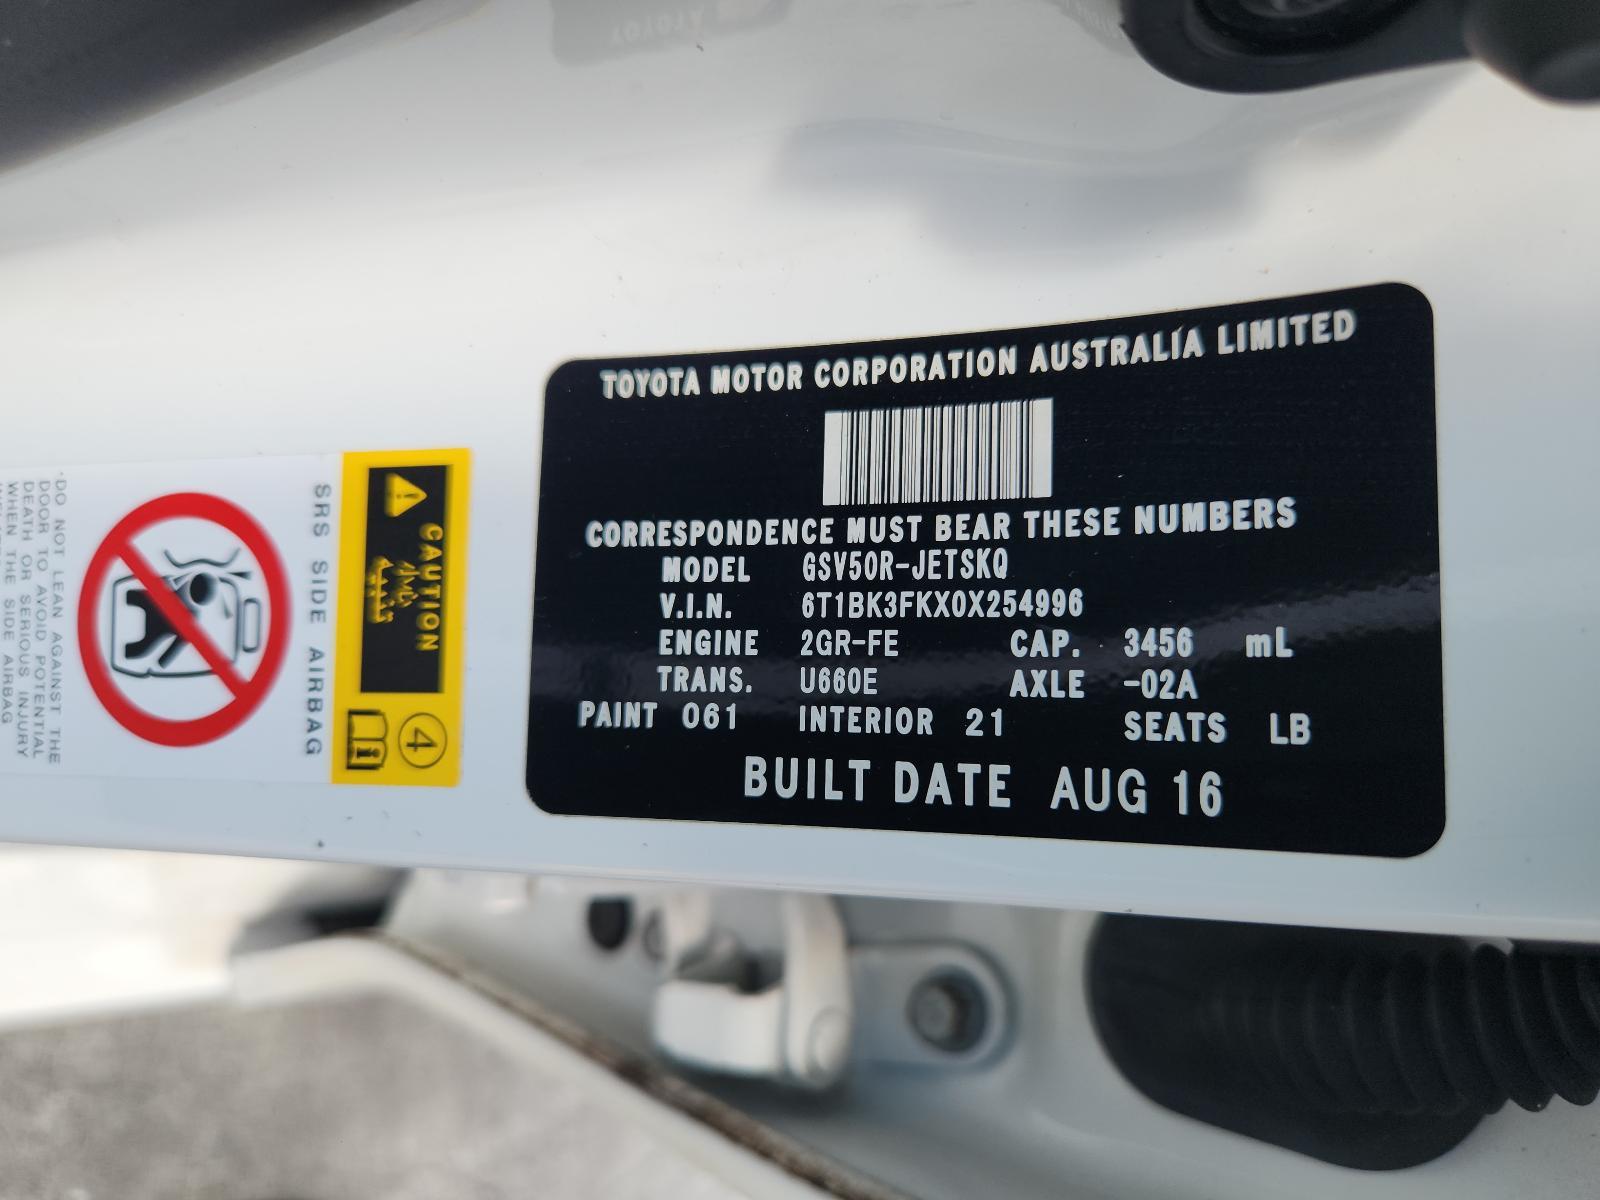 TOYOTA MOTOR CORPORATION AUSTRALIA LIMITED
CORRESPONDENCE MUST BEAR THESE NUMBERS
MODEL GSV50R-JETSKQ
V.I.N. 6T1BK3FKX0X254996
ENGINE 2GR-FE CAP. 3456 mL
TRANS. U660E AXLE -02A
PAINT 061 INTERIOR 21 SEATS LB
BUILT DATE AUG 16
CAUTION
تنبيه
4
SRS SIDE AIRBAG
DO NOT LEAN AGAINST THE
DOOR TO AVOID POTENTIAL
DEATH OR SERIOUS INJURY
WHEN THE SIDE AIRBAG